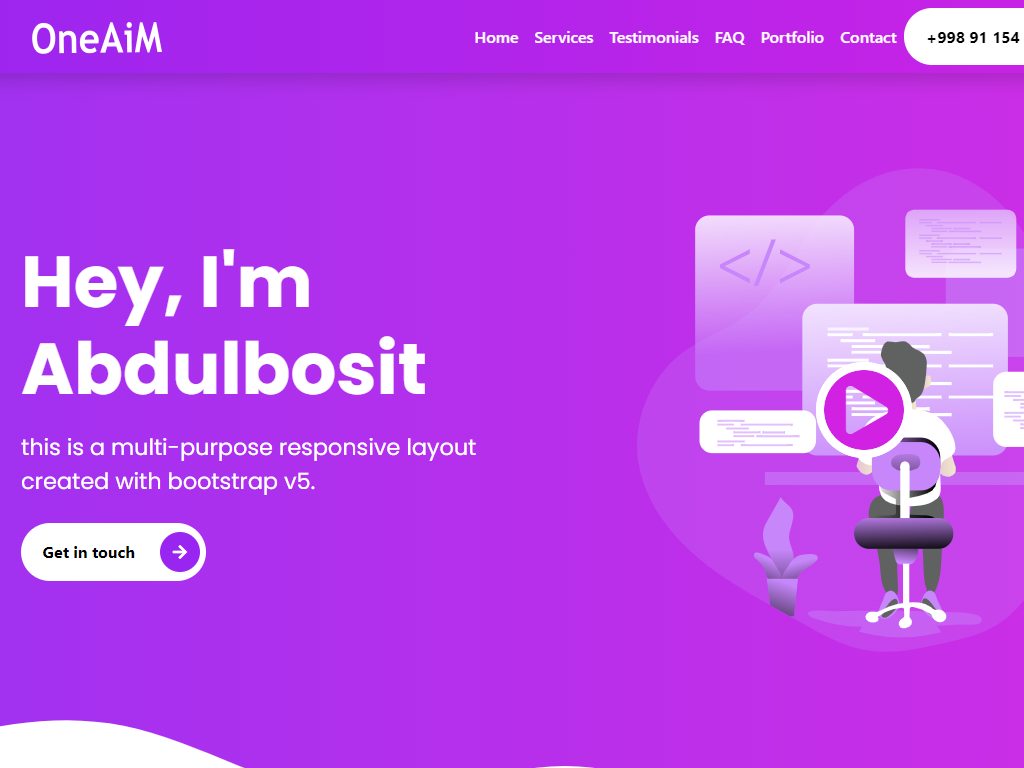 OneAiM
Home Services Testimonials FAQ Portfolio Contact +998 91 154
</>
Hey, I'm
Abdulbosit
this is a multi-purpose responsive layout
created with bootstrap v5.
Get in touch